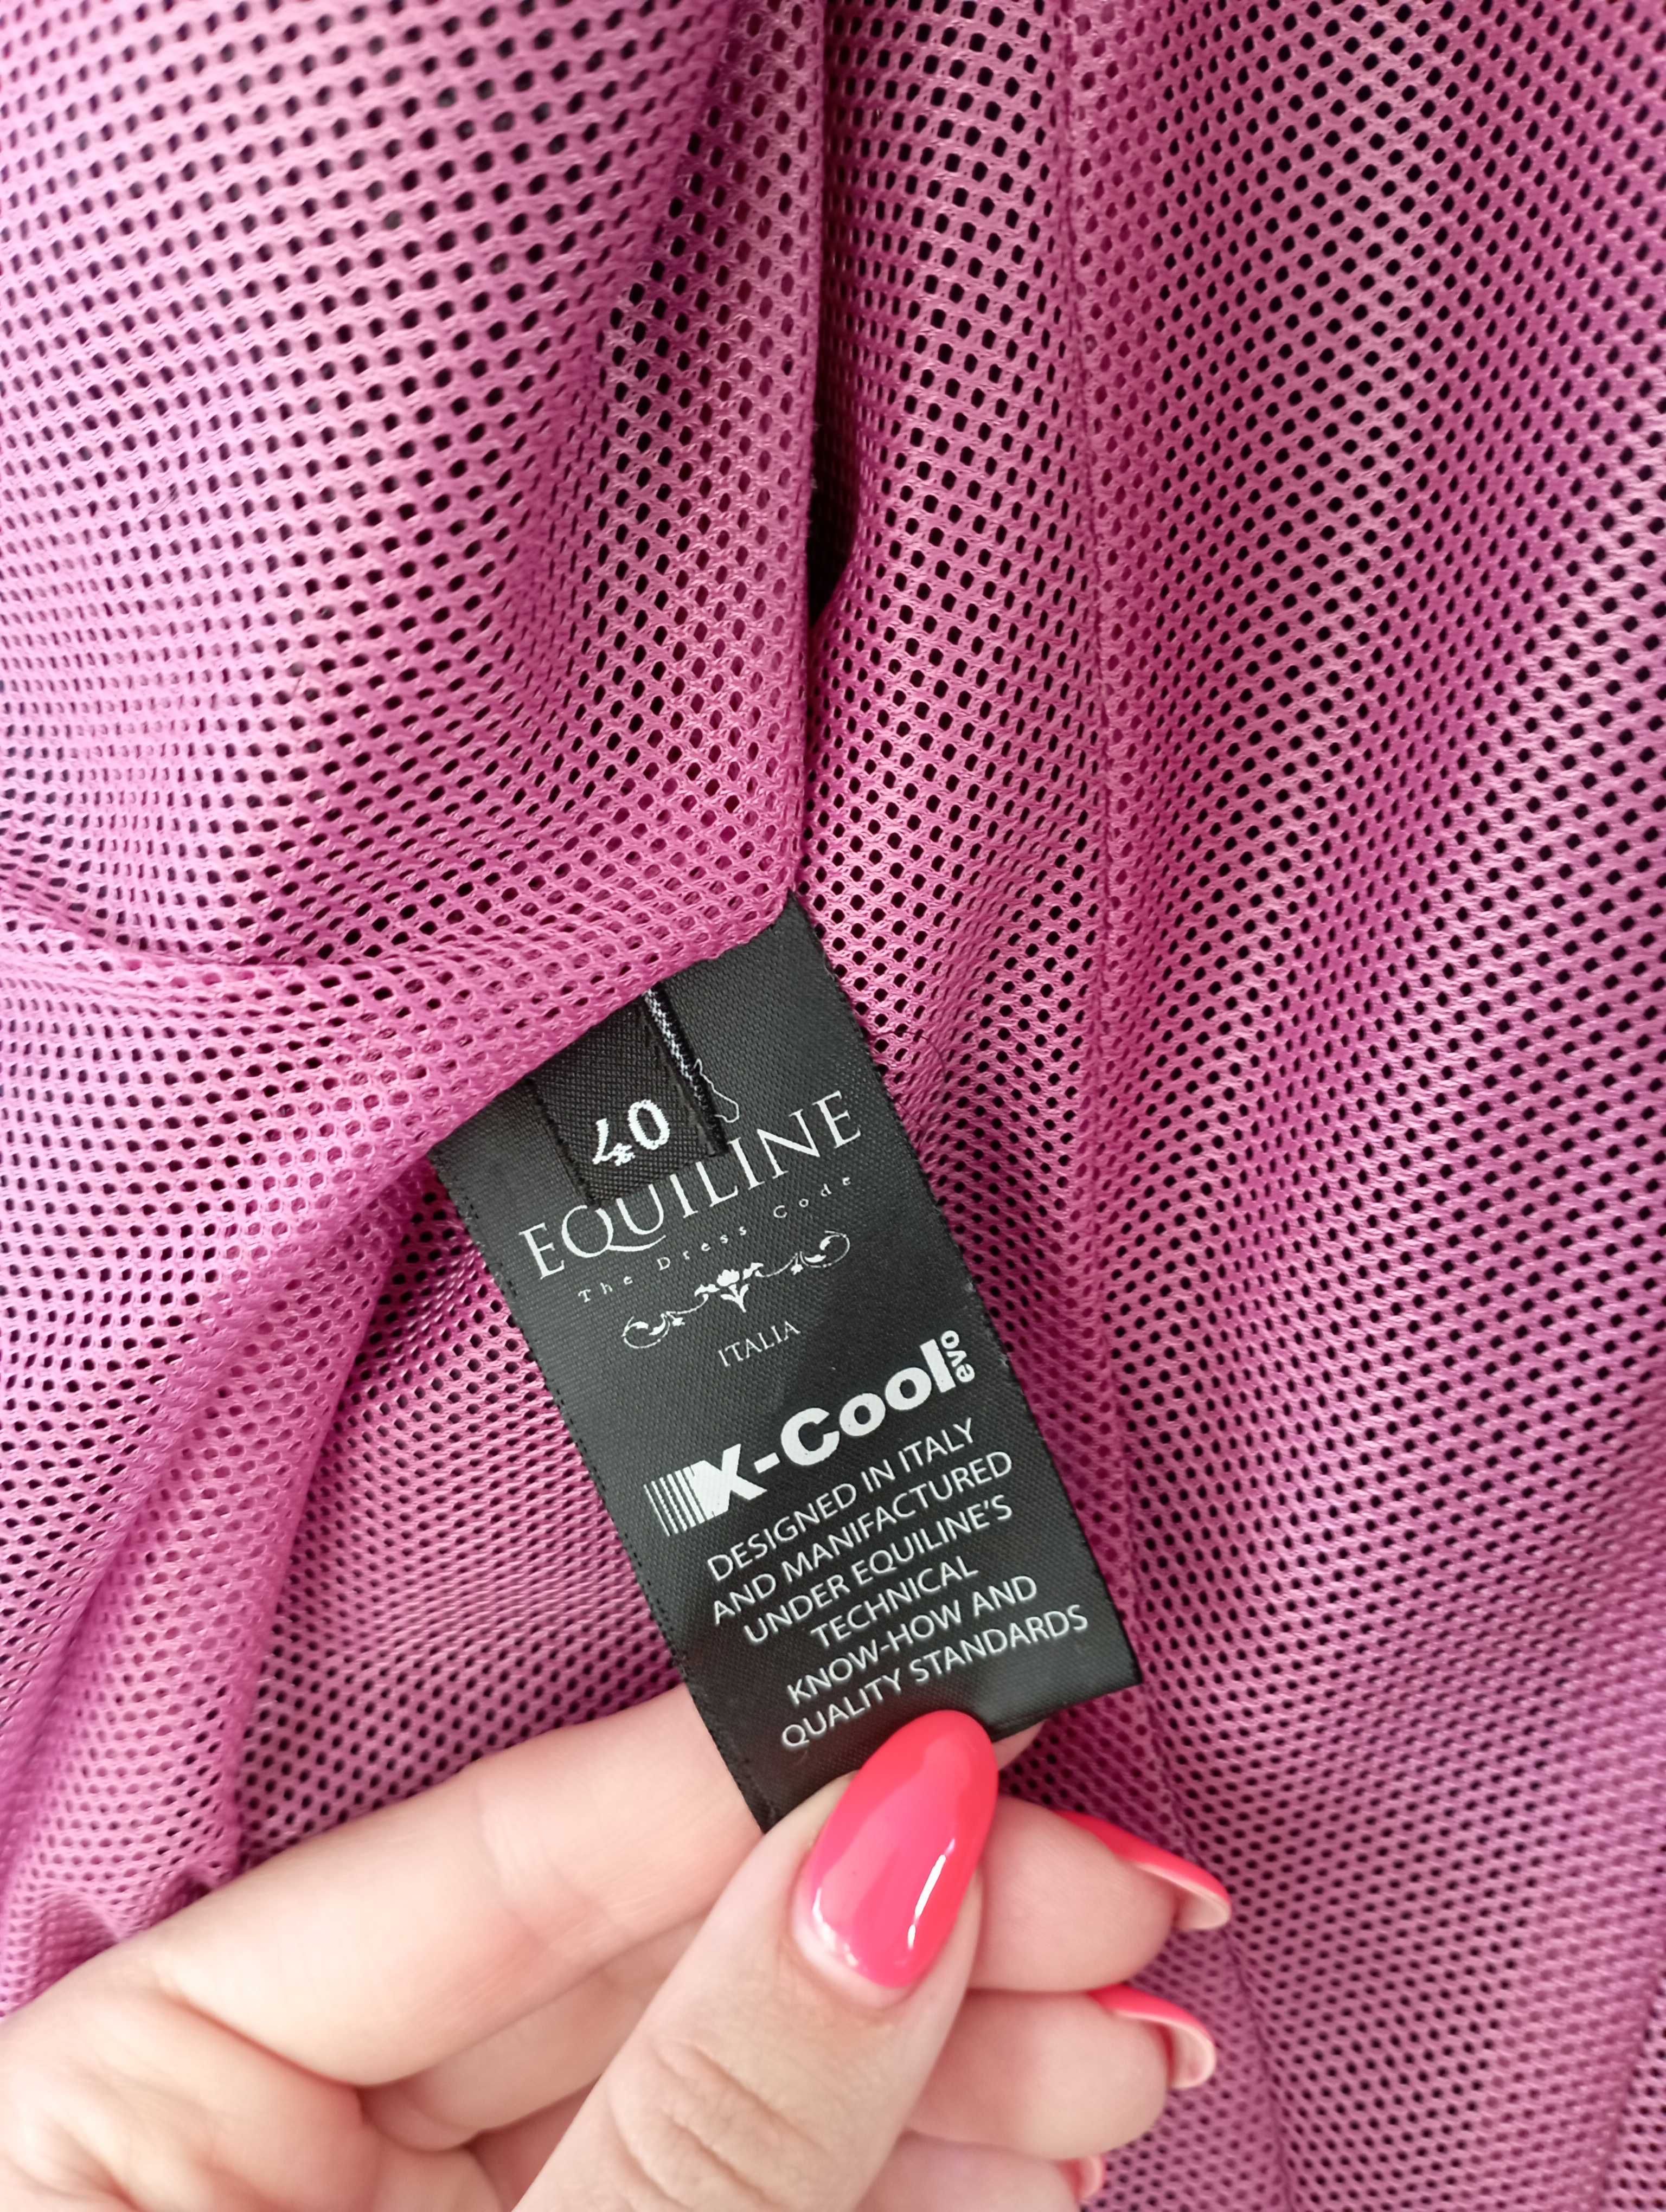 40
EQUILINE
The Dress Code
ITALIA
X-Cool evo
DESIGNED IN ITALY
AND MANIFACTURED
UNDER EQUILINE'S
TECHNICAL
KNOW-HOW AND
QUALITY STANDARDS